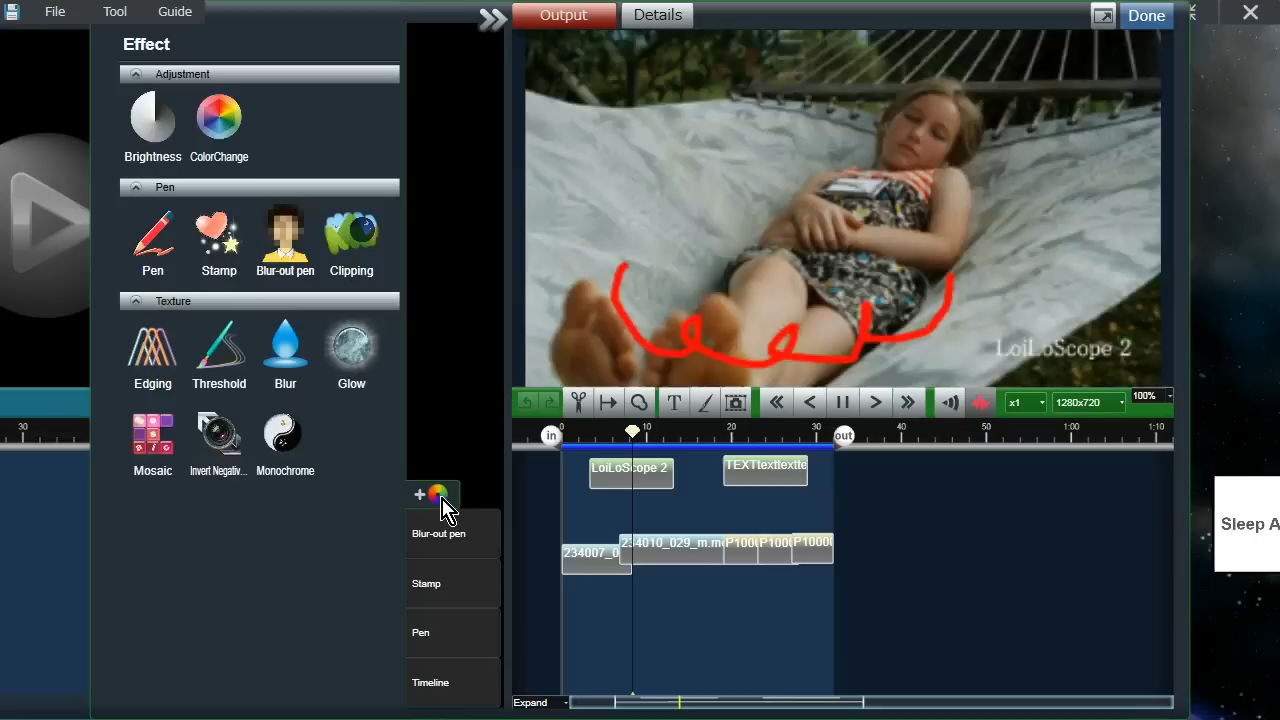 File Tool Guide
Output Details Done
Effect
Adjustment
Brightness ColorChange
Pen
Pen Stamp Blur-out pen Clipping
Texture
Edging Threshold Blur Glow
Mosaic Invert Negativ... Monochrome
LoiLoScope 2
T x1 1280x720 100%
30
0 10 20 30 40 50 1:00 1:10
in out
LoiLoScope 2 TEXTtexttextte
234007_0 234010_029_m.m P100 P100 P1000
Blur-out pen
Stamp
Pen
Timeline
Sleep A
Expand